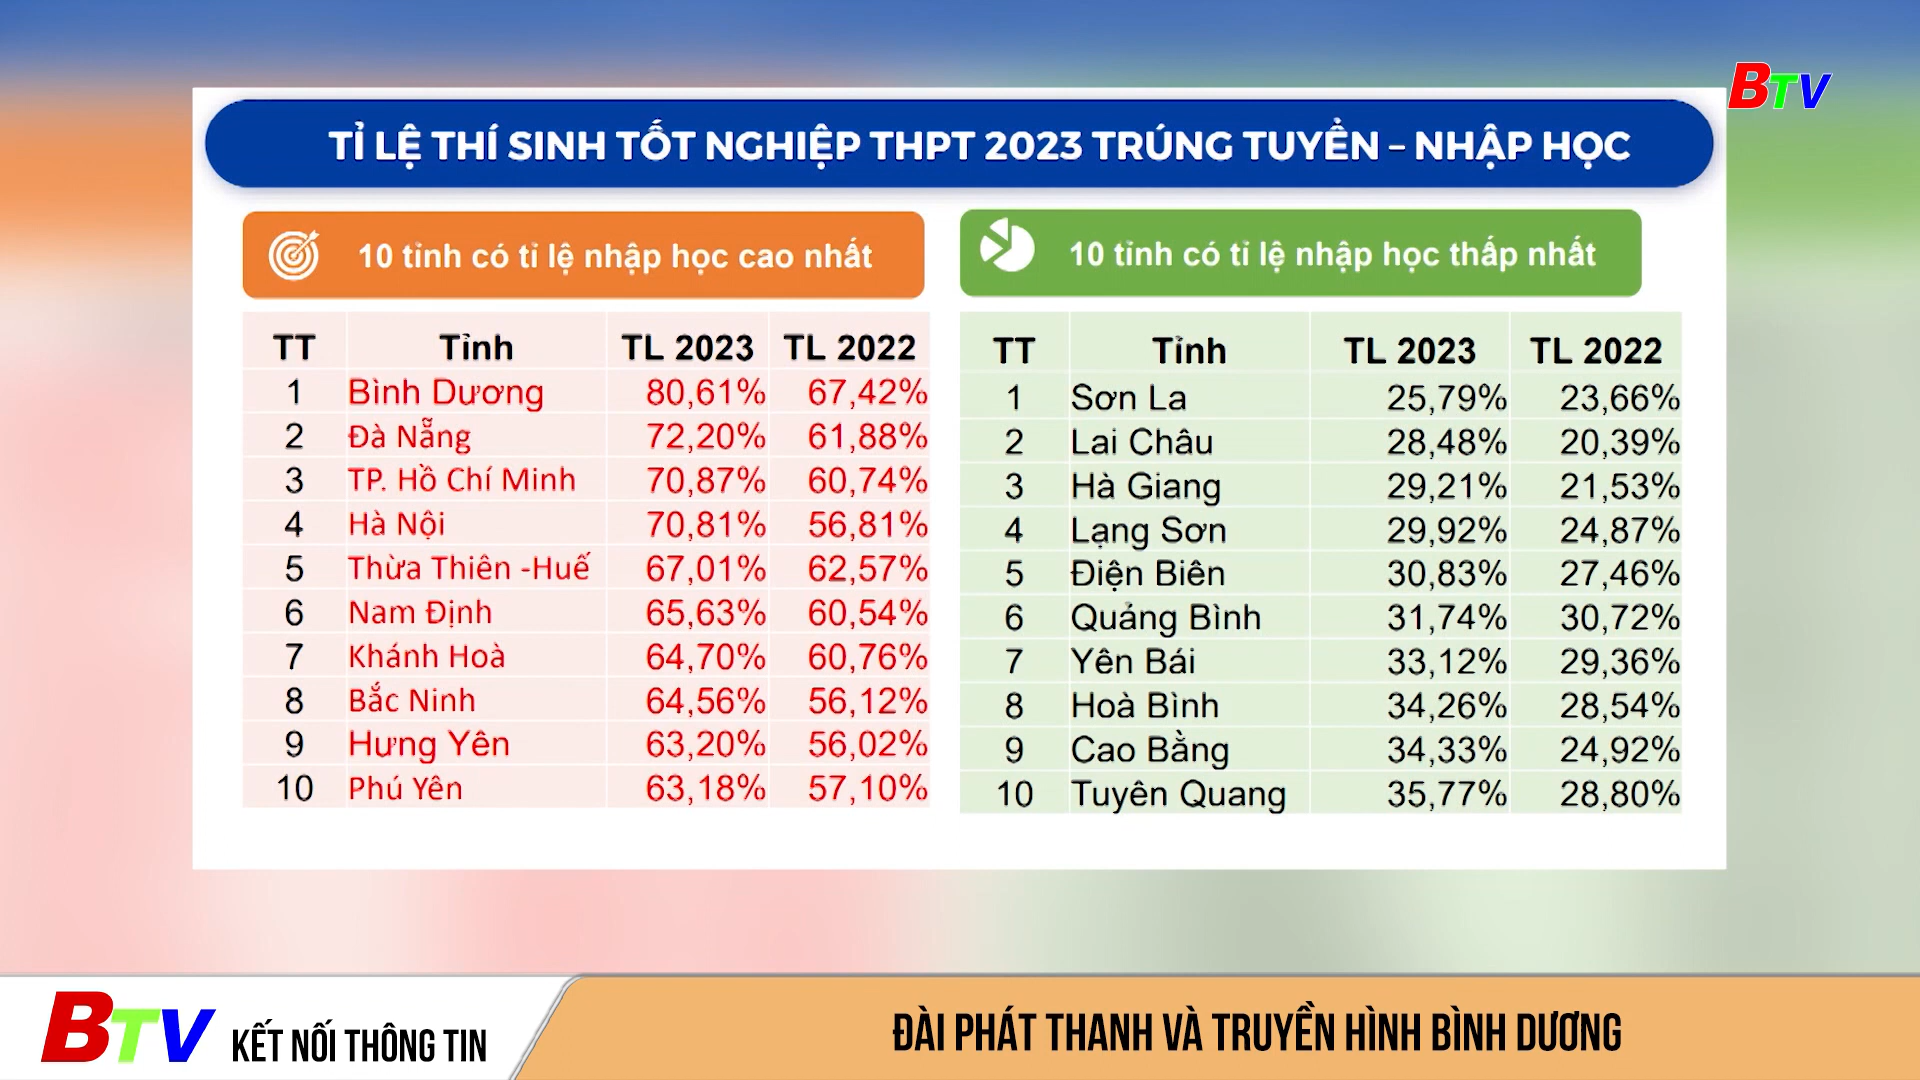 BTV
TỈ LỆ THÍ SINH TỐT NGHIỆP THPT 2023 TRÚNG TUYỂN – NHẬP HỌC
10 tỉnh có tỉ lệ nhập học cao nhất
TT Tỉnh TL 2023 TL 2022
1 Bình Dương 80,61% 67,42%
2 Đà Nẵng 72,20% 61,88%
3 TP. Hồ Chí Minh 70,87% 60,74%
4 Hà Nội 70,81% 56,81%
5 Thừa Thiên -Huế 67,01% 62,57%
6 Nam Định 65,63% 60,54%
7 Khánh Hoà 64,70% 60,76%
8 Bắc Ninh 64,56% 56,12%
9 Hưng Yên 63,20% 56,02%
10 Phú Yên 63,18% 57,10%
10 tỉnh có tỉ lệ nhập học thấp nhất
TT Tỉnh TL 2023 TL 2022
1 Sơn La 25,79% 23,66%
2 Lai Châu 28,48% 20,39%
3 Hà Giang 29,21% 21,53%
4 Lạng Sơn 29,92% 24,87%
5 Điện Biên 30,83% 27,46%
6 Quảng Bình 31,74% 30,72%
7 Yên Bái 33,12% 29,36%
8 Hoà Bình 34,26% 28,54%
9 Cao Bằng 34,33% 24,92%
10 Tuyên Quang 35,77% 28,80%
BTV KẾT NỐI THÔNG TIN
ĐÀI PHÁT THANH VÀ TRUYỀN HÌNH BÌNH DƯƠNG